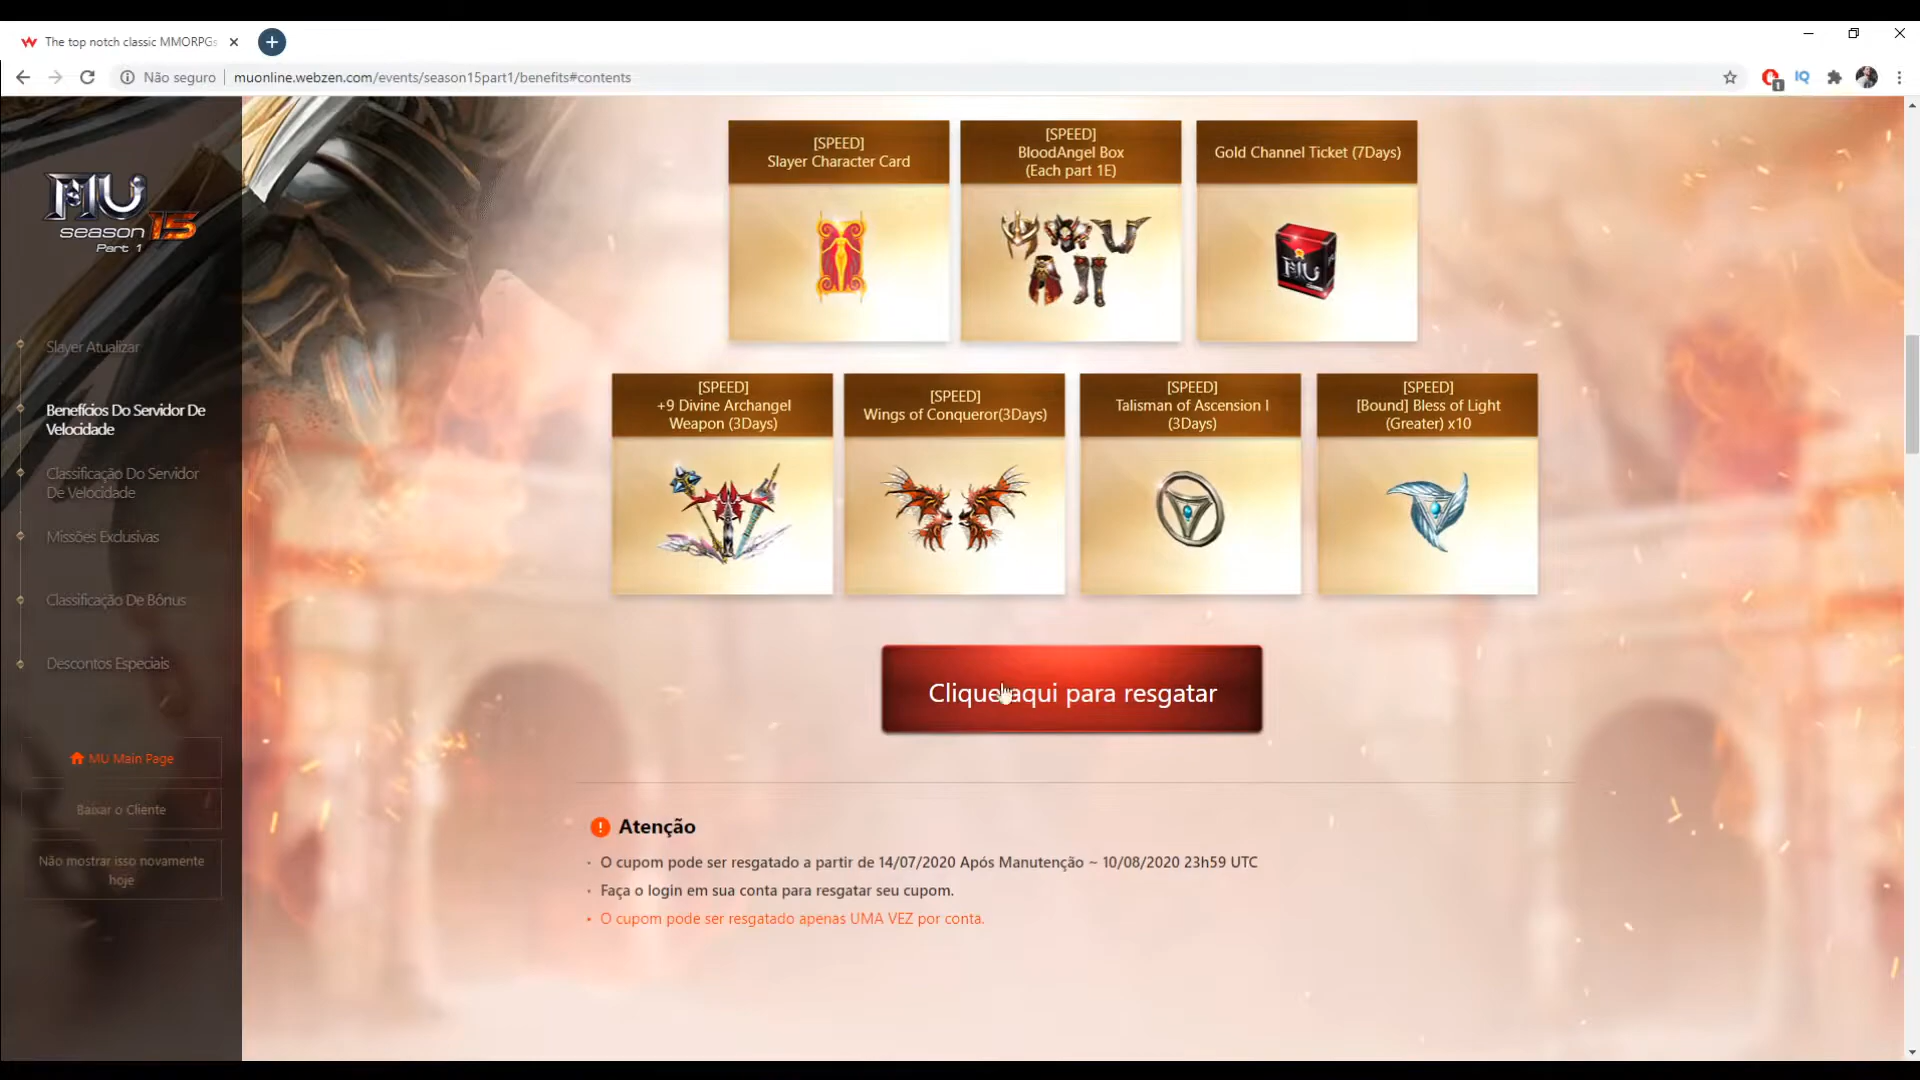 The top notch classic MMORPGs
Não seguro
muonline.webzen.com/events/season15part1/benefits#contents
IQ
1
MU
season 15
Part 1
Slayer Atualizar
Benefícios Do Servidor De
Velocidade
Classificação Do Servidor
De Velocidade
Missões Exclusivas
Classificação De Bônus
Descontos Especiais
MU Main Page
Baixar o Cliente
Não mostrar isso novamente
hoje
[SPEED]
Slayer Character Card
[SPEED]
BloodAngel Box
(Each part 1E)
Gold Channel Ticket (7Days)
MU
[SPEED]
+9 Divine Archangel
Weapon (3Days)
[SPEED]
Wings of Conqueror(3Days)
[SPEED]
Talisman of Ascension I
(3Days)
[SPEED]
[Bound] Bless of Light
(Greater) x10
Clique aqui para resgatar
Atenção
· O cupom pode ser resgatado a partir de 14/07/2020 Após Manutenção ~ 10/08/2020 23h59 UTC
· Faça o login em sua conta para resgatar seu cupom.
· O cupom pode ser resgatado apenas UMA VEZ por conta.